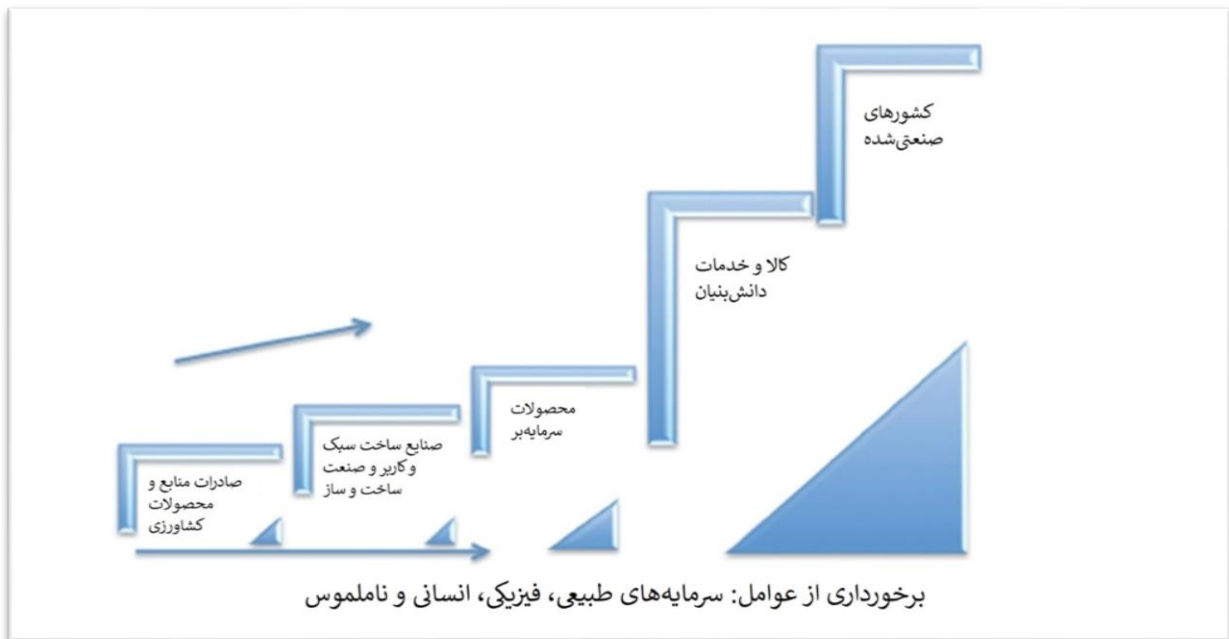 کشورهای
صنعتی‌شده
کالا و خدمات
دانش‌بنیان
محصولات
سرمایه‌بر
صنایع ساخت سبک
و کاربر و صنعت
ساخت و ساز
صادرات منابع و
محصولات
کشاورزی
برخورداری از عوامل: سرمایه‌های طبیعی، فیزیکی، انسانی و ناملموس